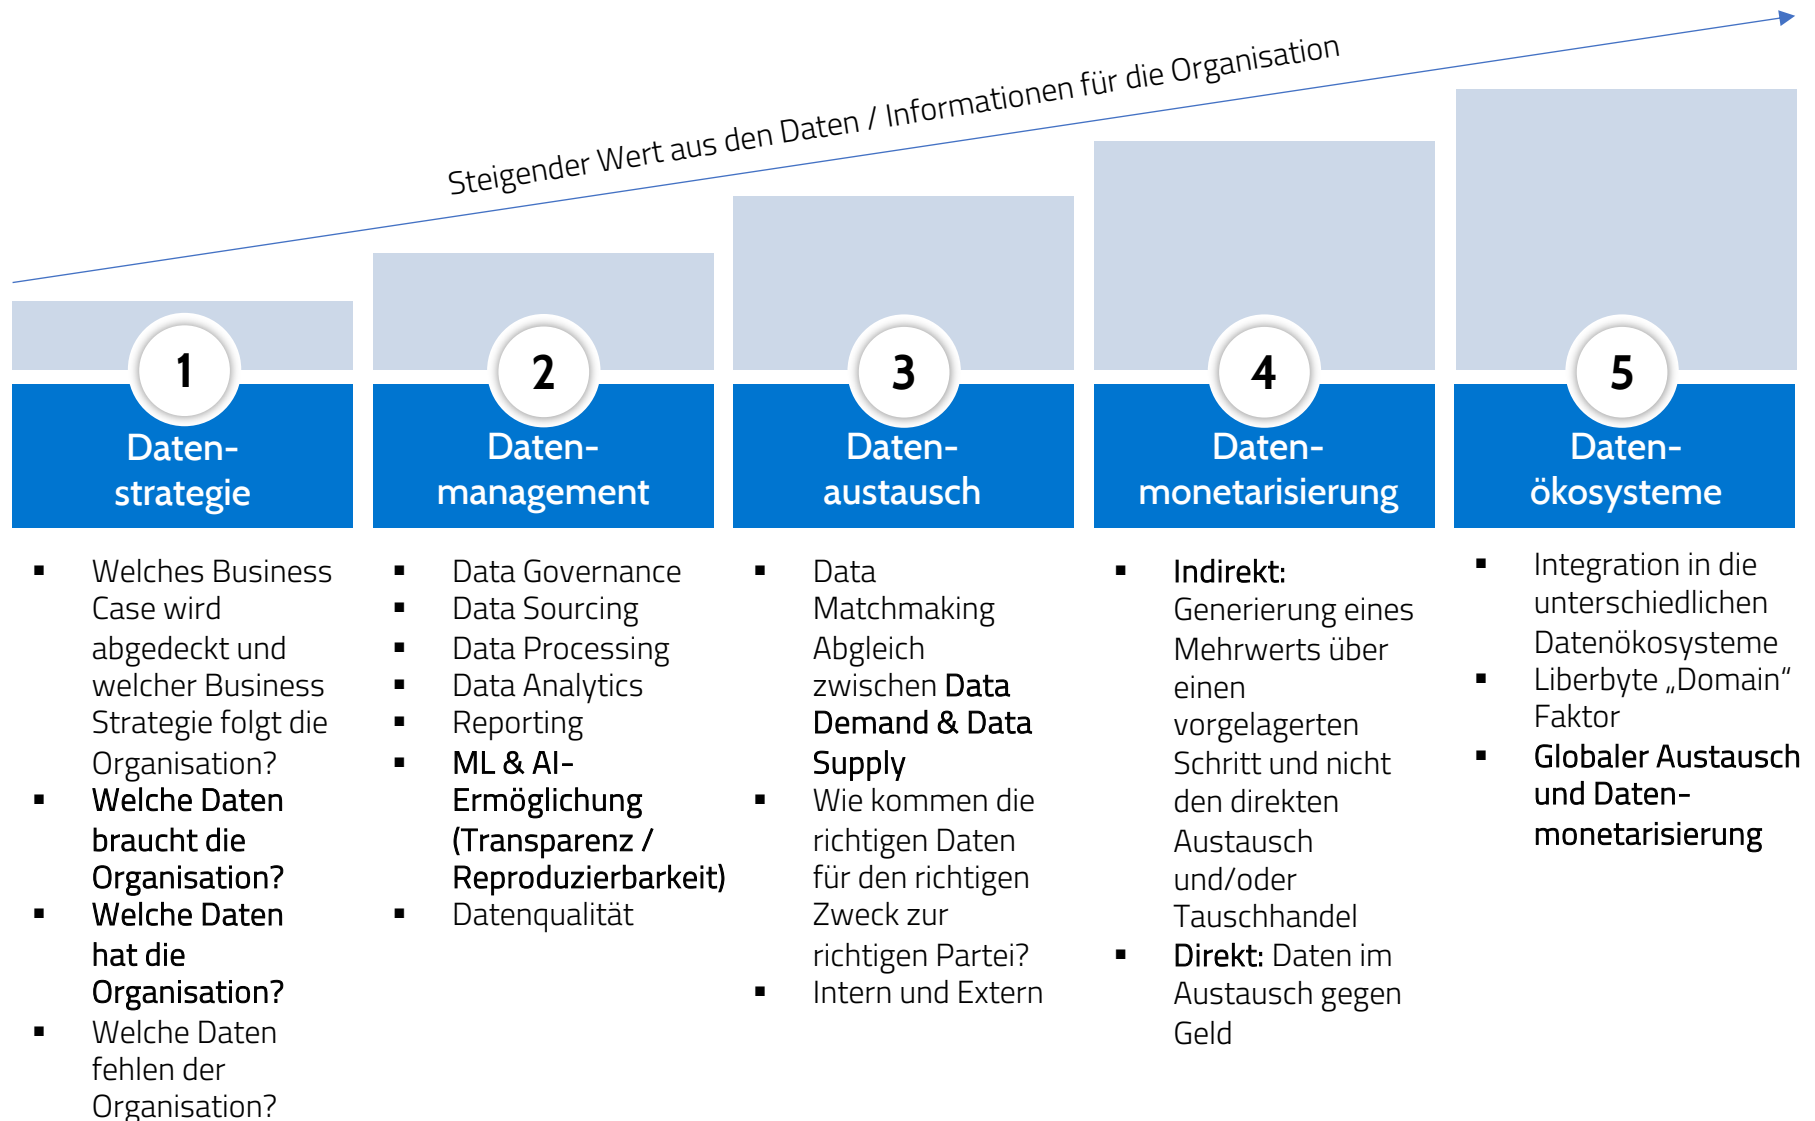 Steigender Wert aus den Daten / Informationen für die Organisation
1
Daten-
strategie
▪ Welches Business
Case wird
abgedeckt und
welcher Business
Strategie folgt die
Organisation?
▪ Welche Daten
braucht die
Organisation?
▪ Welche Daten
hat die
Organisation?
▪ Welche Daten
fehlen der
Organisation?
2
Daten-
management
▪ Data Governance
▪ Data Sourcing
▪ Data Processing
▪ Data Analytics
▪ Reporting
▪ ML & AI-
Ermöglichung
(Transparenz /
Reproduzierbarkeit)
▪ Datenqualität
3
Daten-
austausch
▪ Data
Matchmaking
Abgleich
zwischen Data
Demand & Data
Supply
▪ Wie kommen die
richtigen Daten
für den richtigen
Zweck zur
richtigen Partei?
▪ Intern und Extern
4
Daten-
monetarisierung
▪ Indirekt:
Generierung eines
Mehrwerts über
einen
vorgelagerten
Schritt und nicht
den direkten
Austausch
und/oder
Tauschhandel
▪ Direkt: Daten im
Austausch gegen
Geld
5
Daten-
ökosysteme
▪ Integration in die
unterschiedlichen
Datenökosysteme
▪ Liberbyte „Domain“
Faktor
▪ Globaler Austausch
und Daten-
monetarisierung